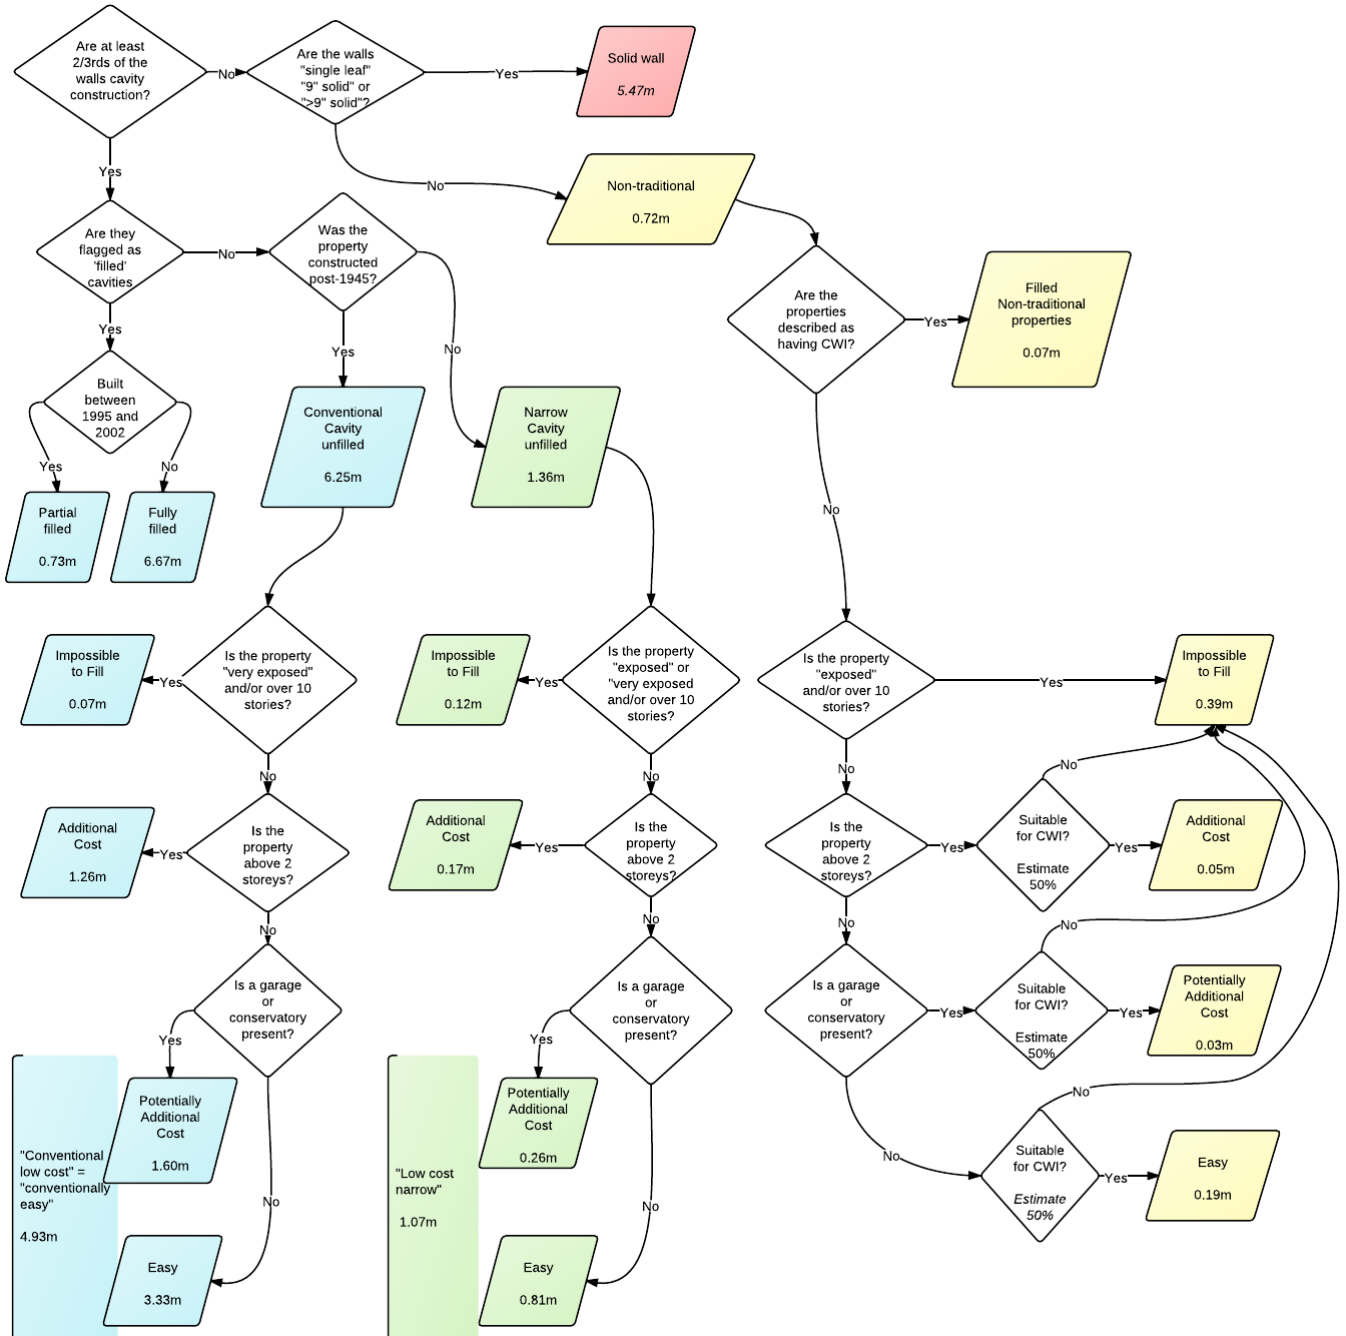 Are at least
2/3rds of the
walls cavity
construction?
No
Are the walls
"single leaf"
"9" solid" or
">9" solid"?
Yes
Solid wall
5.47m
No
Non-traditional
0.72m
Yes
Are they
flagged as
'filled'
cavities
No
Was the
property
constructed
post-1945?
Are the
properties
described as
having CWI?
Yes
Filled
Non-traditional
properties
0.07m
Yes
Built
between
1995 and
2002
Yes
No
Partial
filled
0.73m
Fully
filled
6.67m
Yes
No
Conventional
Cavity
unfilled
6.25m
Narrow
Cavity
unfilled
1.36m
No
Impossible
to Fill
0.07m
Yes
Is the property
"very exposed"
and/or over 10
stories?
Impossible
to Fill
0.12m
Yes
Is the property
"exposed" or
"very exposed
and/or over 10
stories?
Is the property
"exposed"
and/or over 10
stories?
Yes
Impossible
to Fill
0.39m
No
No
No
No
Additional
Cost
1.26m
Yes
Is the
property
above 2
storeys?
Additional
Cost
0.17m
Yes
Is the
property
above 2
storeys?
Is the
property
above 2
storeys?
Yes
Suitable
for CWI?
Estimate
50%
Yes
Additional
Cost
0.05m
No
No
No
No
Is a garage
or
conservatory
present?
Is a garage
or
conservatory
present?
Is a garage
or
conservatory
present?
Yes
Suitable
for CWI?
Estimate
50%
Yes
Potentially
Additional
Cost
0.03m
Yes
Yes
No
"Conventional
low cost" =
"conventionally
easy"
4.93m
Potentially
Additional
Cost
1.60m
No
Easy
3.33m
"Low cost
narrow"
1.07m
Potentially
Additional
Cost
0.26m
No
Easy
0.81m
No
Suitable
for CWI?
Estimate
50%
Yes
Easy
0.19m